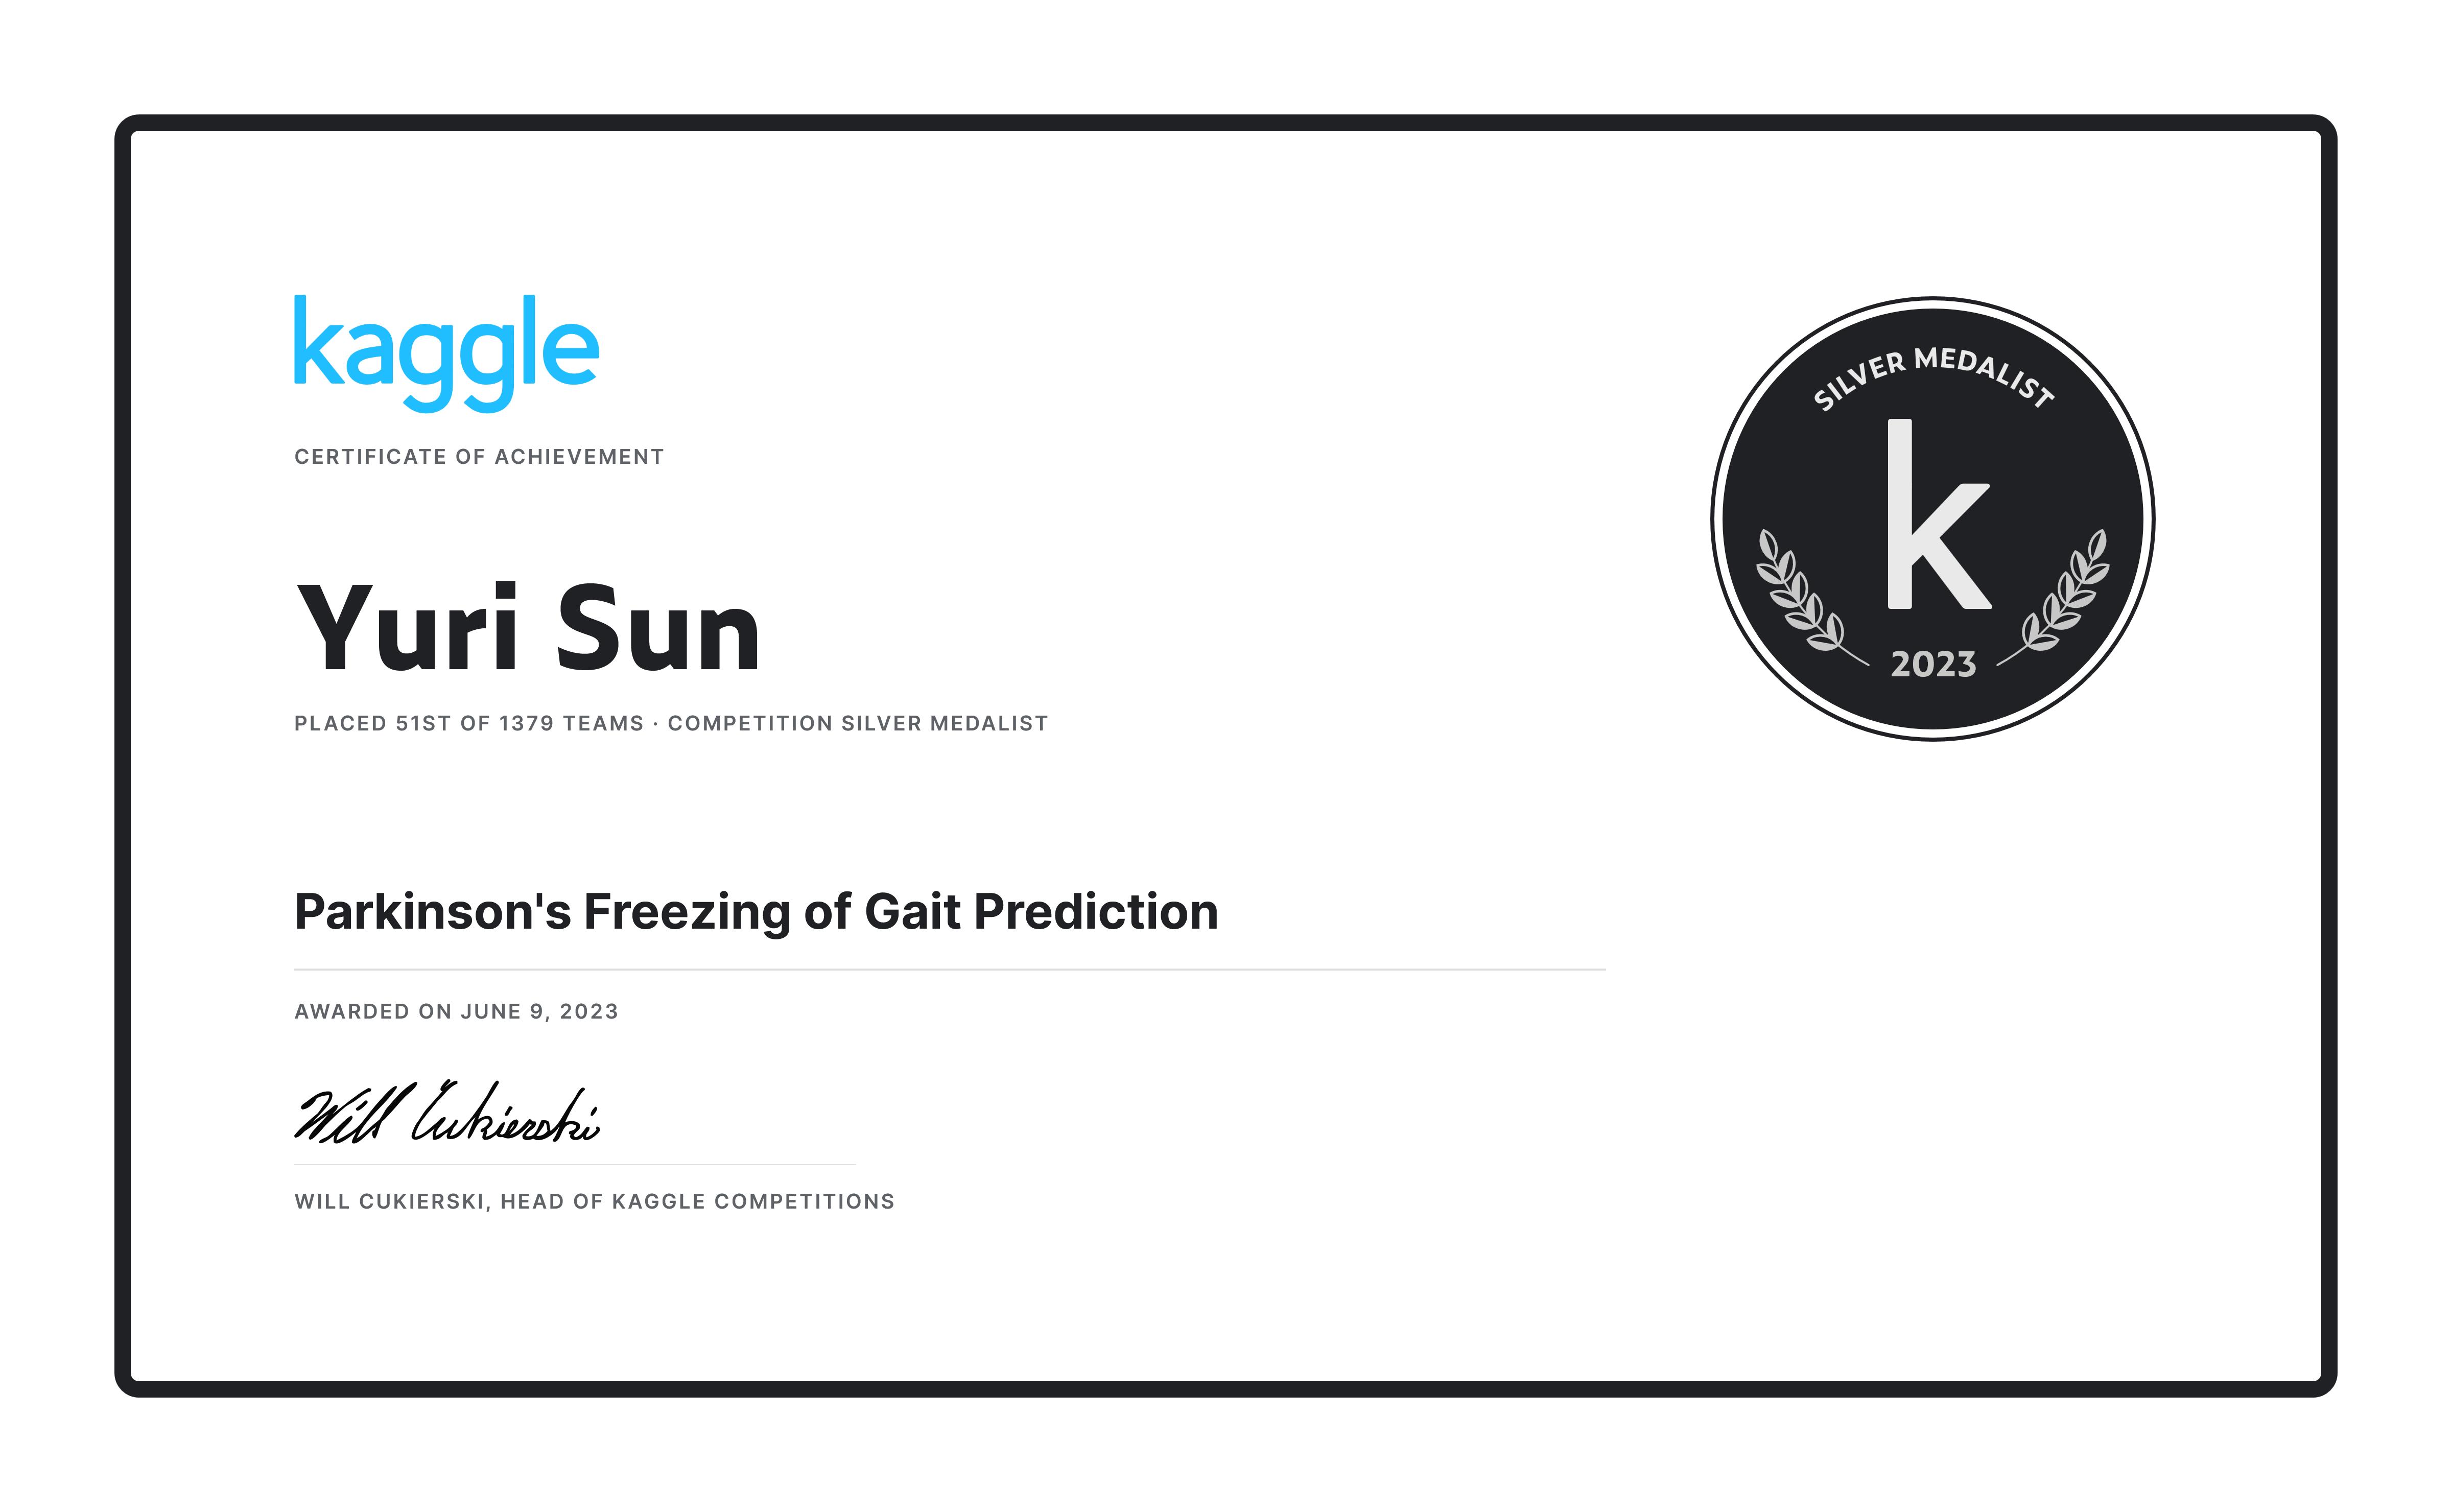 kaggle
CERTIFICATE OF ACHIEVEMENT
SILVER MEDALIST
k
2023
Yuri Sun
PLACED 51ST OF 1379 TEAMS · COMPETITION SILVER MEDALIST
Parkinson's Freezing of Gait Prediction
AWARDED ON JUNE 9, 2023
Will Cukierski
WILL CUKIERSKI, HEAD OF KAGGLE COMPETITIONS